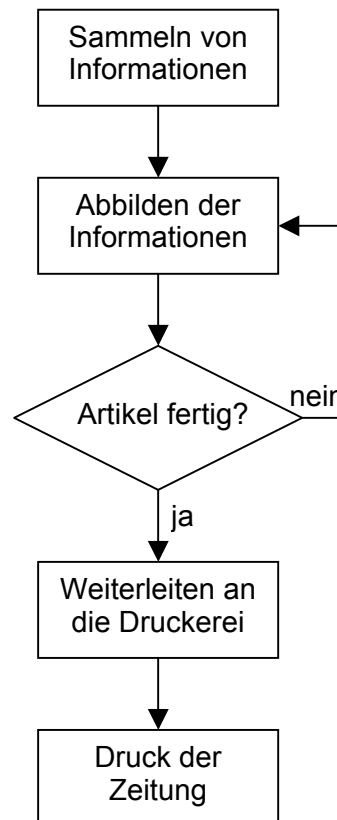 Sammeln von
Informationen
Abbilden der
Informationen
Artikel fertig?
nein
ja
Weiterleiten an
die Druckerei
Druck der
Zeitung